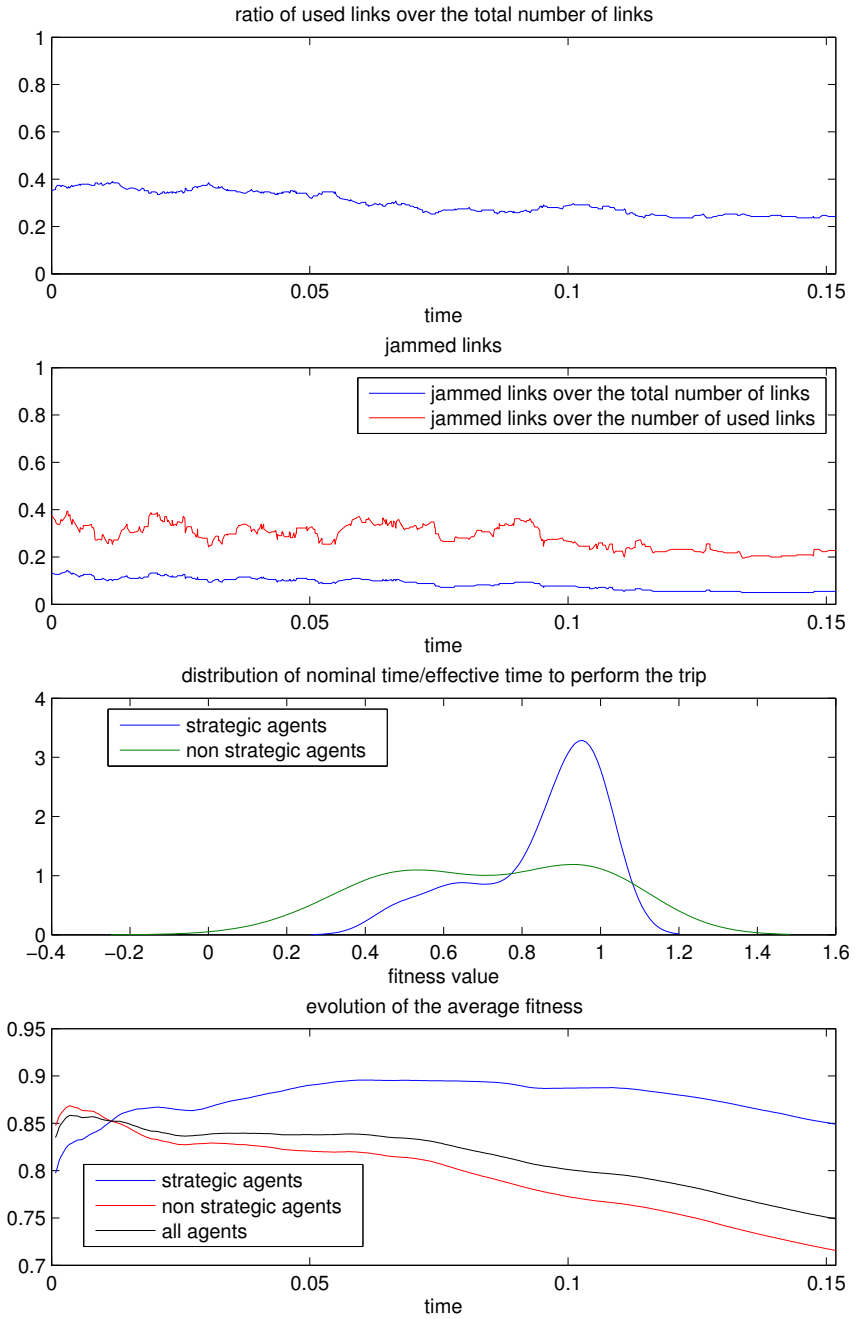 ratio of used links over the total number of links
1
0.8
0.6
0.4
0.2
0
0 0.05 0.1 0.15
time
jammed links
1
0.8
0.6
0.4
0.2
0
jammed links over the total number of links
jammed links over the number of used links
0 0.05 0.1 0.15
time
distribution of nominal time/effective time to perform the trip
4
3
2
1
0
strategic agents
non strategic agents
−0.4 −0.2 0 0.2 0.4 0.6 0.8 1 1.2 1.4 1.6
fitness value
evolution of the average fitness
0.95
0.9
0.85
0.8
0.75
0.7
strategic agents
non strategic agents
all agents
0 0.05 0.1 0.15
time